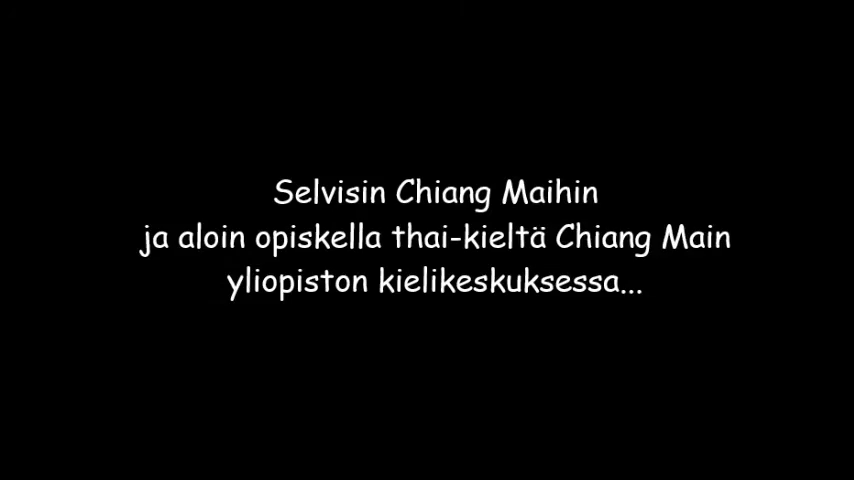 Selvisin Chiang Maihin
ja aloin opiskella thai-kieltä Chiang Main
yliopiston kielikeskuksessa...